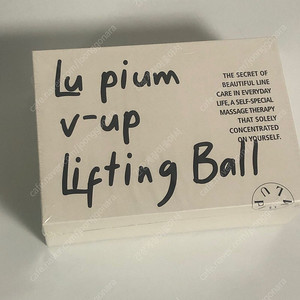 Lu pium
v-up
Lifting Ball
THE SECRET OF
BEAUTIFUL LINE
CARE IN EVERYDAY
LIFE, A SELF-SPECIAL
MASSAGE THERAPY
THAT SOLELY
CONCENTRATED
ON YOURSELF.